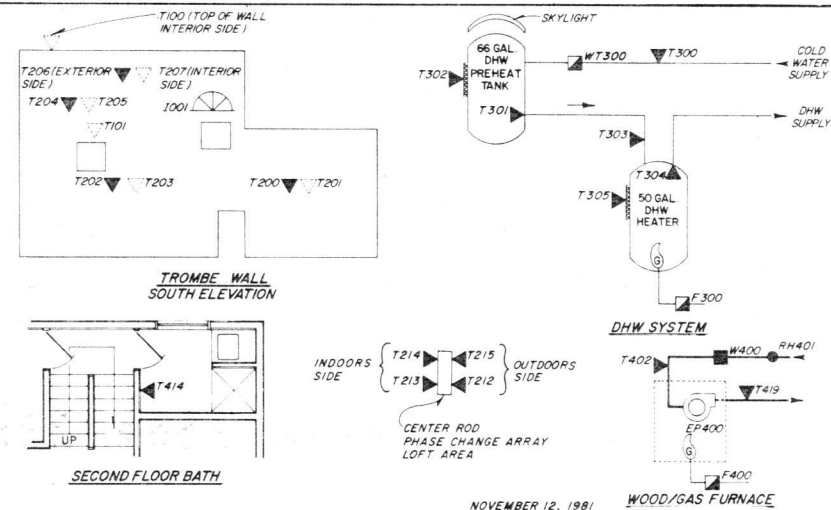 T100 (TOP OF WALL
INTERIOR SIDE)
T206 (EXTERIOR
SIDE)
T207 (INTERIOR
SIDE)
T204
T205
I001
T101
T202
T203
T200
T201
TROMBE WALL
SOUTH ELEVATION
SKYLIGHT
66 GAL.
DHW
PREHEAT
TANK
WT300
T300
COLD
WATER
SUPPLY
T302
T301
DHW
SUPPLY
T303
T304
T305
50 GAL.
DHW
HEATER
G
F300
DHW SYSTEM
T414
UP
SECOND FLOOR BATH
INDOORS
SIDE
T214
T213
T215
T212
OUTDOORS
SIDE
CENTER ROD
PHASE CHANGE ARRAY
LOFT AREA
T402
W400
RH401
T419
EP400
G
F400
WOOD/GAS FURNACE
NOVEMBER 12, 1981